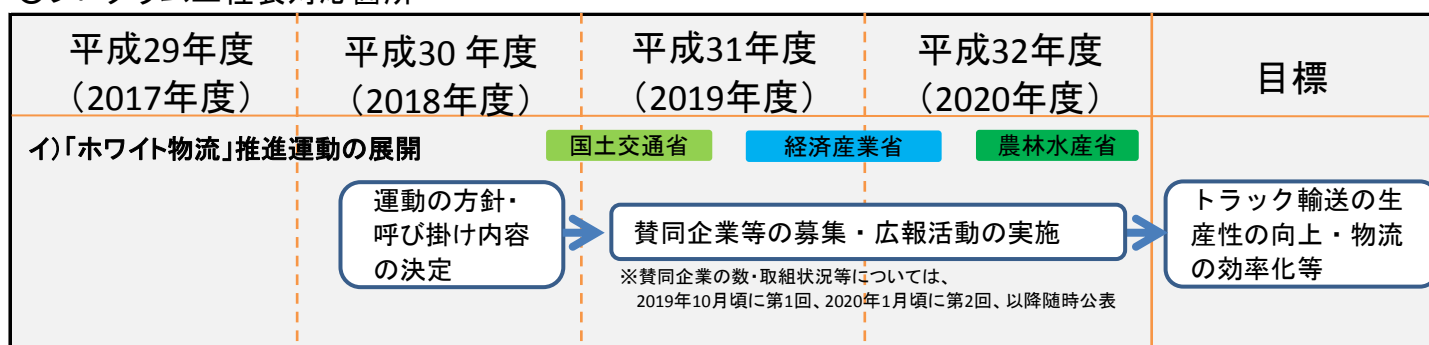 平成29年度
（2017年度）
平成30 年度
（2018年度）
平成31年度
（2019年度）
平成32年度
（2020年度）
目標
イ)「ホワイト物流」推進運動の展開
国土交通省
経済産業省
農林水産省
運動の方針・
呼び掛け内容
の決定
賛同企業等の募集・広報活動の実施
※賛同企業の数・取組状況等については、
2019年10月頃に第1回、2020年1月頃に第2回、以降随時公表
トラック輸送の生
産性の向上・物流
の効率化等